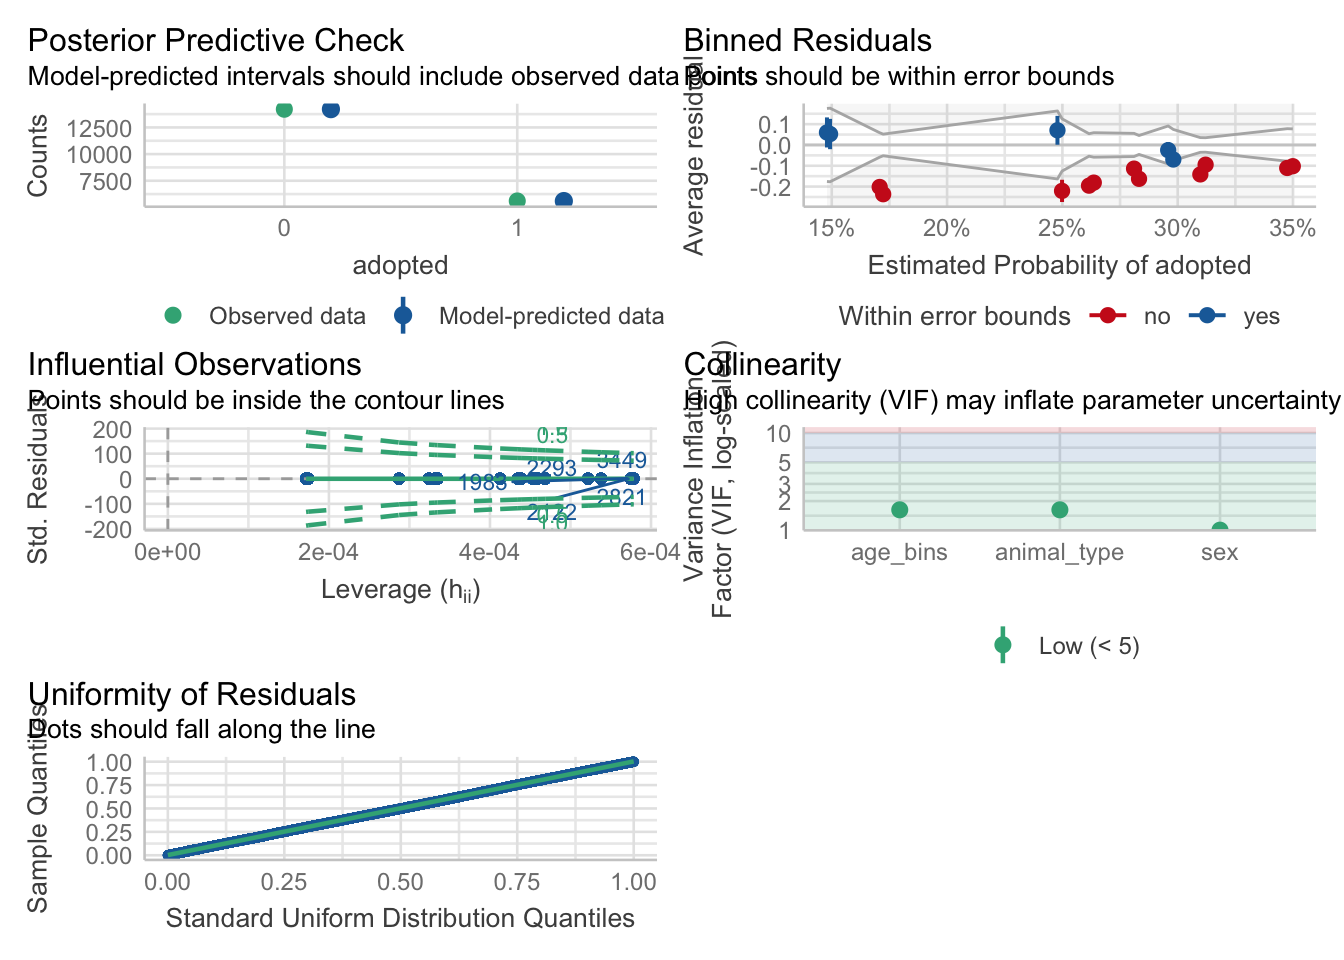 Posterior Predictive Check
Model-predicted intervals should include observed data points
Counts
12500
10000
7500
0
1
adopted
Observed data
Model-predicted data
Binned Residuals
Points should be within error bounds
Average residual
0.1
0.0
-0.1
-0.2
15%
20%
25%
30%
35%
Estimated Probability of adopted
Within error bounds
no
yes
Influential Observations
Points should be inside the contour lines
Std. Residuals
200
100
0
-100
-200
0.5
2293
3449
1983
2821
0e+00
2e-04
4e-04
6e-04
Leverage (hii)
Collinearity
High collinearity (VIF) may inflate parameter uncertainty
Variance Inflation
Factor (VIF, log-scaled)
10
5
3
2
1
age_bins
animal_type
sex
Low (< 5)
Uniformity of Residuals
Dots should fall along the line
Sample Quantiles
1.00
0.75
0.50
0.25
0.00
0.00
0.25
0.50
0.75
1.00
Standard Uniform Distribution Quantiles